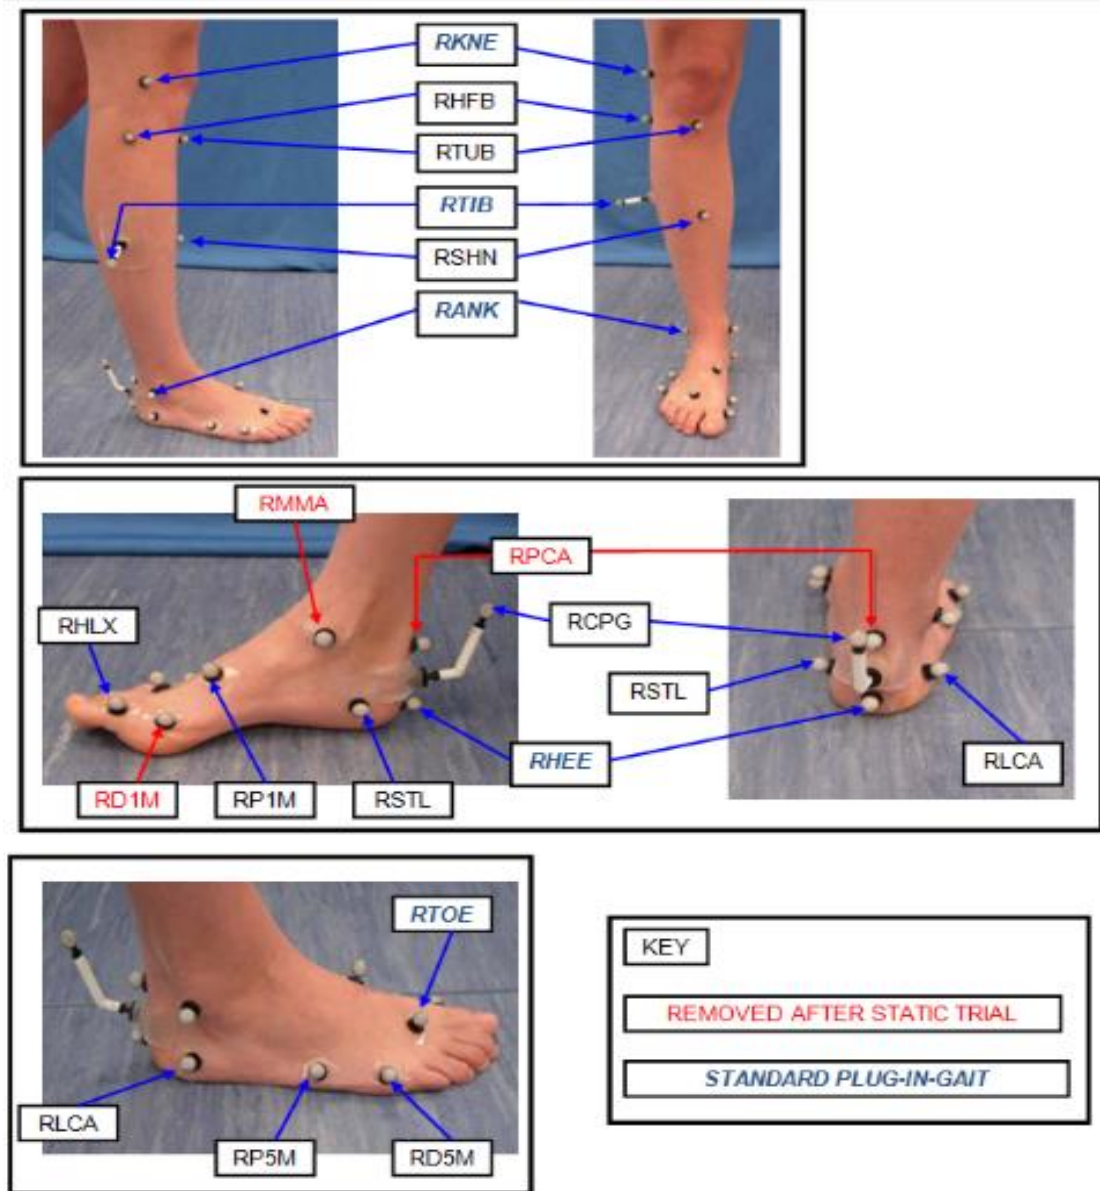 RKNE
RHFB
RTUB
RTIB
RSHN
RANK
RMMA
RPCA
RHLX
RCPG
RSTL
RHEE
RLCA
RD1M
RP1M
RSTL
RTOE
RLCA
RP5M
RD5M
KEY
REMOVED AFTER STATIC TRIAL
STANDARD PLUG-IN-GAIT